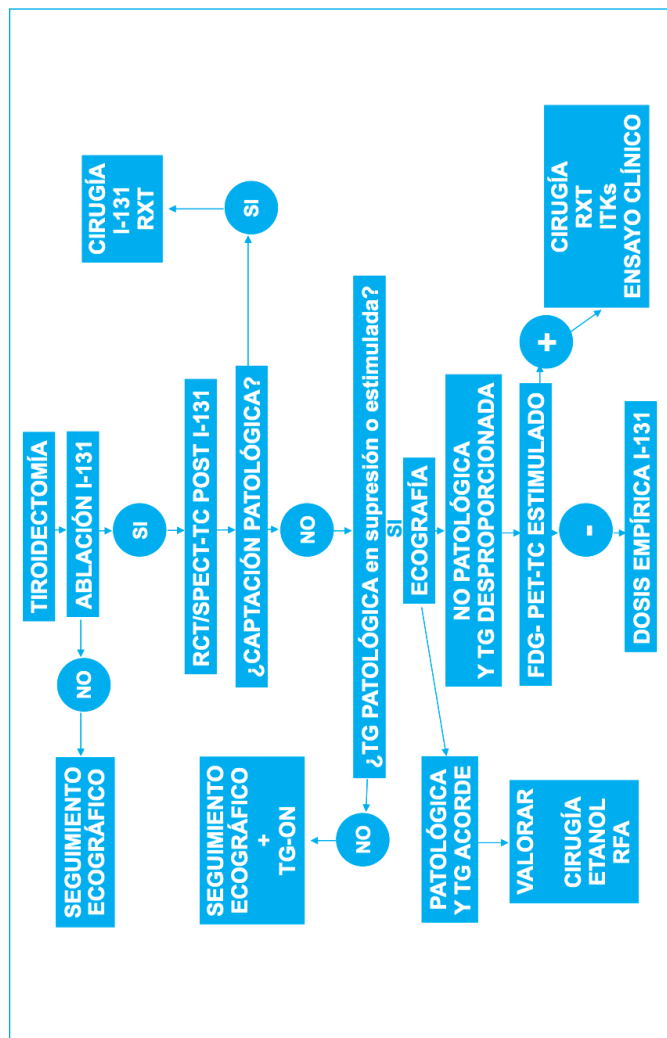 TIROIDECTOMÍA
ABLACIÓN I-131
NO
SEGUIMIENTO
ECOGRÁFICO
SI
RCT/SPECT-TC POST I-131
¿CAPTACIÓN PATOLÓGICA?
SI
CIRUGÍA
I-131
RXT
NO
¿TG PATOLÓGICA en supresión o estimulada?
NO
SEGUIMIENTO
ECOGRÁFICO
+
TG-ON
SI
ECOGRAFÍA
PATOLÓGICA
Y TG ACORDE
VALORAR
CIRUGÍA
ETANOL
RFA
NO PATOLÓGICA
Y TG DESPROPORCIONADA
FDG- PET-TC ESTIMULADO
+
CIRUGÍA
RXT
ITKs
ENSAYO CLÍNICO
-
DOSIS EMPÍRICA I-131